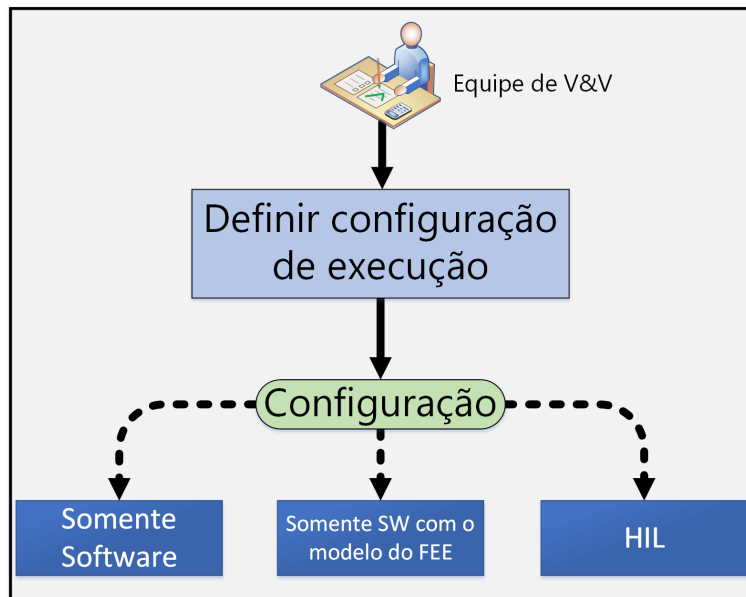 Equipe de V&V
Definir configuração
de execução
Configuração
Somente
Software
Somente SW com o
modelo do FEE
HIL